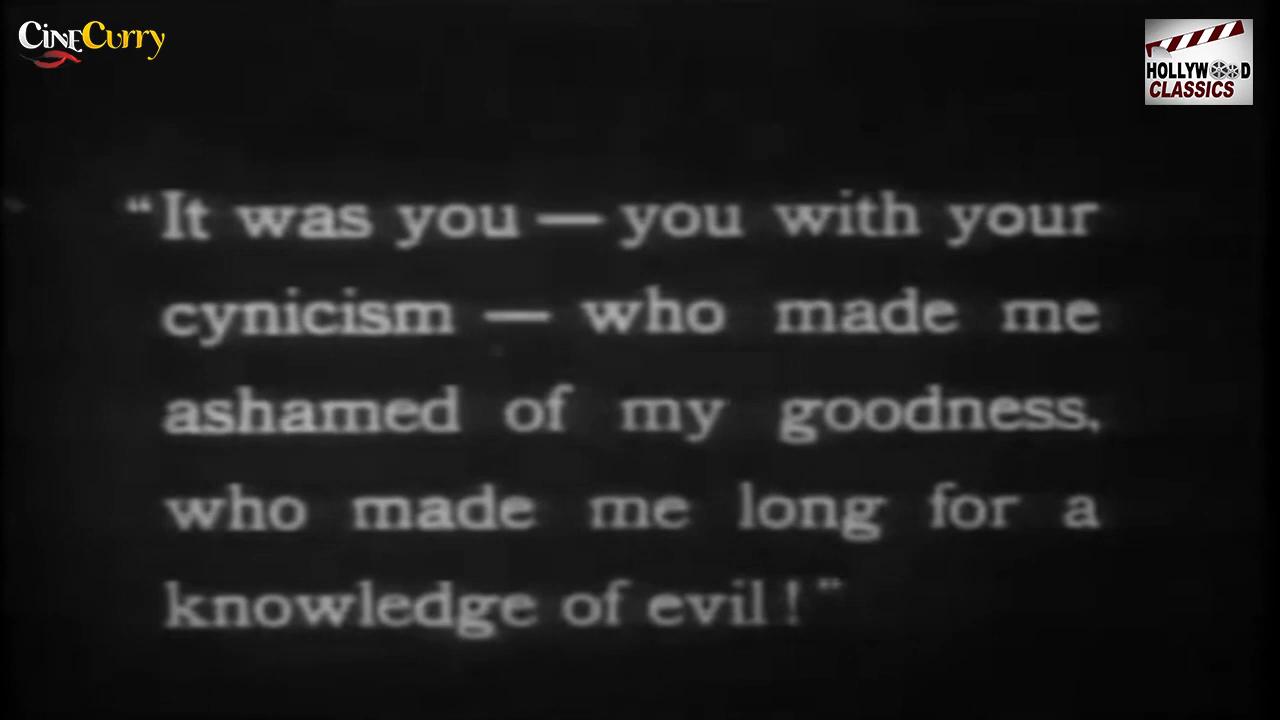 CINECURRY
HOLLYWOOD
CLASSICS
“It was you — you with your
cynicism — who made me
ashamed of my goodness,
who made me long for a
knowledge of evil!”